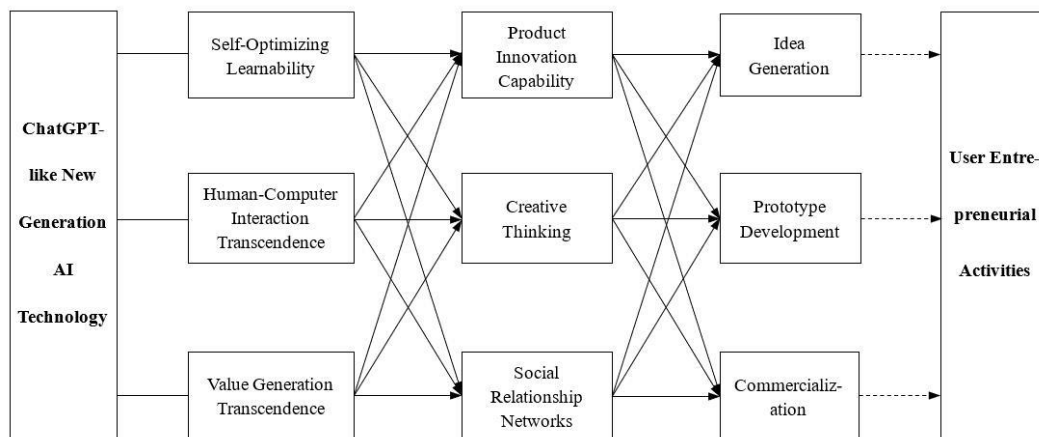 ChatGPT-
like New
Generation
AI
Technology
Self-Optimizing
Learnability
Human-Computer
Interaction
Transcendence
Value Generation
Transcendence
Product
Innovation
Capability
Creative
Thinking
Social
Relationship
Networks
Idea
Generation
Prototype
Development
Commercializ-
ation
User Entre-
preneurial
Activities